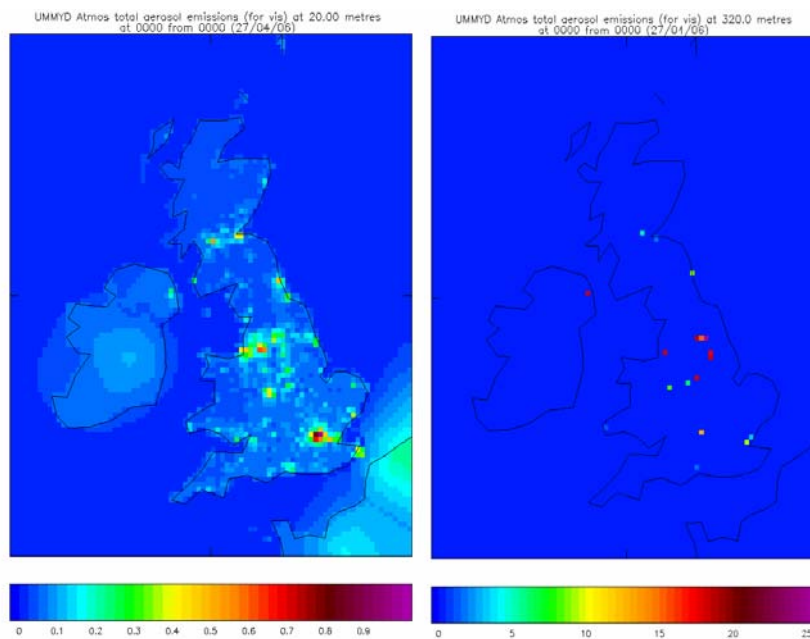 UMMYD Atmos total aerosol emissions (for vis) at 20.00 metres
at 0000 from 0000 (27/04/06)
0 0.1 0.2 0.3 0.4 0.5 0.6 0.7 0.8 0.9
UMMYD Atmos total aerosol emissions (for vis) at 320.0 metres
at 0000 from 0000 (27/01/06)
0 5 10 15 20 25